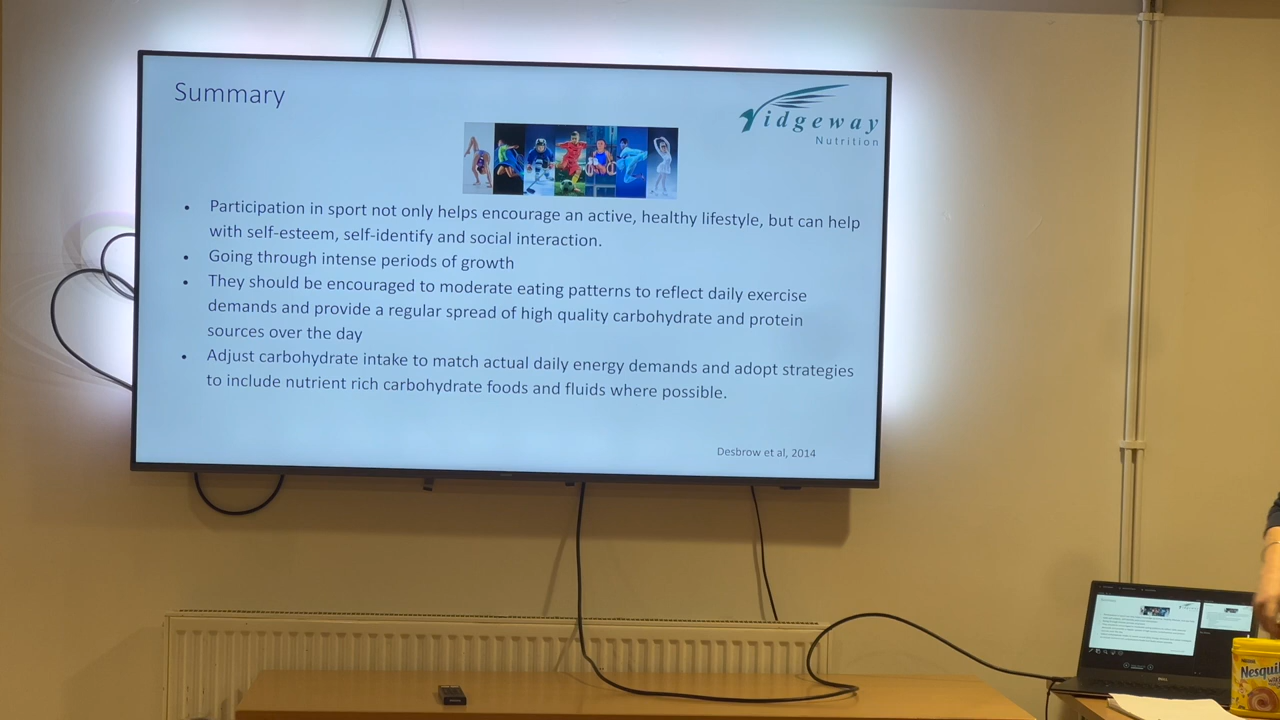 Summary
Ridgeway
Nutrition
• Participation in sport not only helps encourage an active, healthy lifestyle, but can help
with self-esteem, self-identify and social interaction.
• Going through intense periods of growth
• They should be encouraged to moderate eating patterns to reflect daily exercise
demands and provide a regular spread of high quality carbohydrate and protein
sources over the day
• Adjust carbohydrate intake to match actual daily energy demands and adopt strategies
to include nutrient rich carbohydrate foods and fluids where possible.
Desbrow et al, 2014
DELL
Nesqui